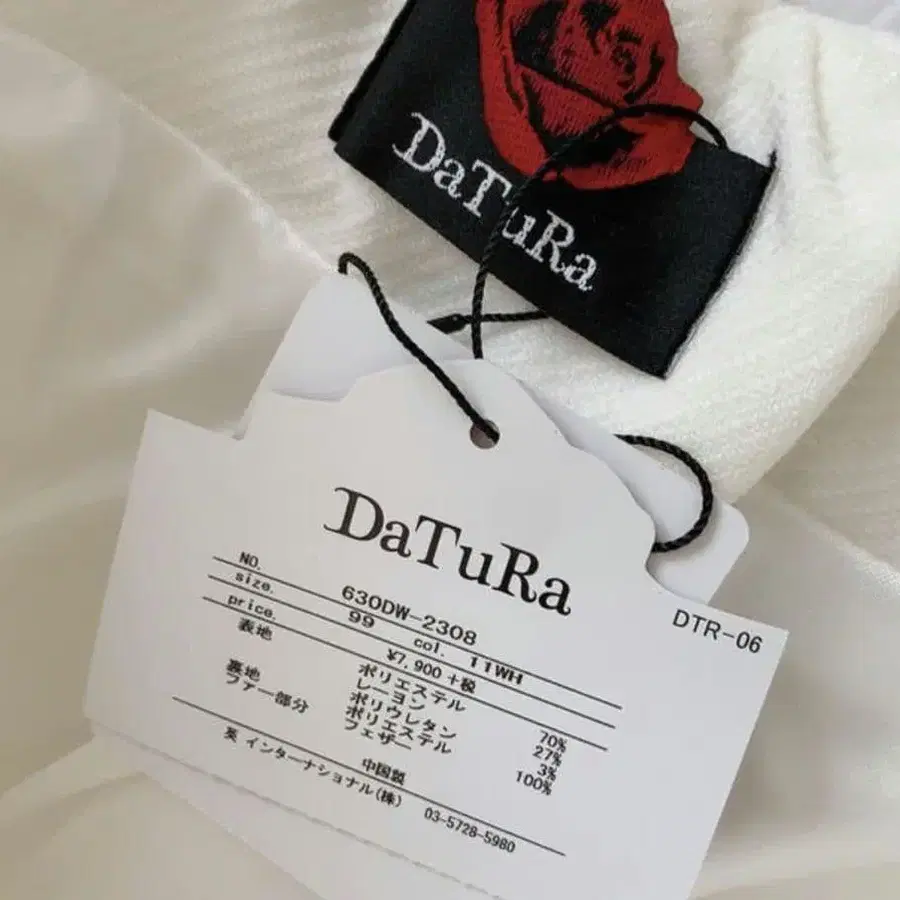 DaTuRa
DaTuRa
DTR-06
NO. 630DW-2308
size. 99 col. 11WH
price. ¥7,900+税
表地 ポリエステル 70%
レーヨン 27%
ポリウレタン 3%
裏地 ポリエステル 100%
ファー部分 フェザー
中国製
英 インターナショナル(株) 03-5728-5980